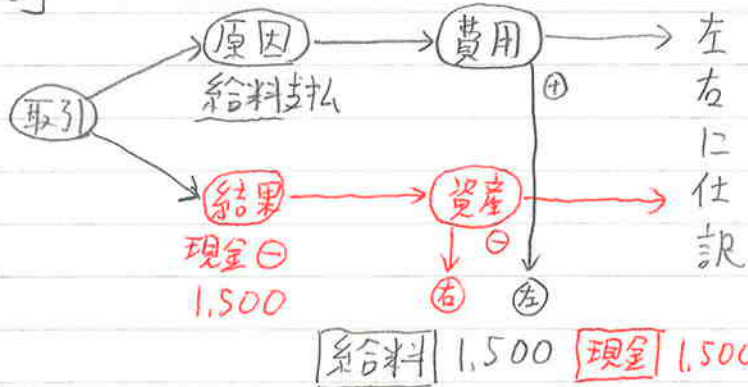 原因 費用
給料支払 ⊕
取引
結果 資産
現金⊖ ⊖
1,500 右 左
左右に仕訳
給料 1,500 現金 1,500